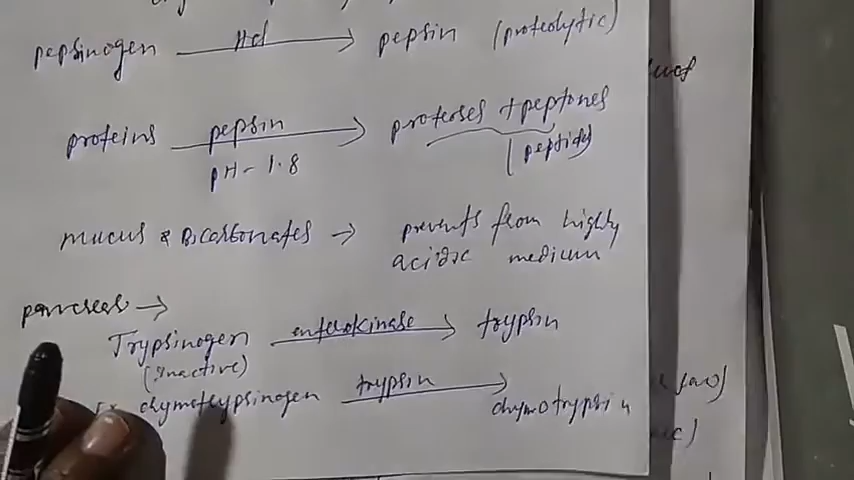 pepsinogen HCl → pepsin (proteolytic)
proteins pepsin → proteoses + peptones
pH - 1.8 (peptides)
mucus & Bicarbonates → prevents from highly
acidic medium
pancreas →
Trypsinogen enterokinase → trypsin
(inactive)
chymotrypsinogen trypsin → chymotrypsin